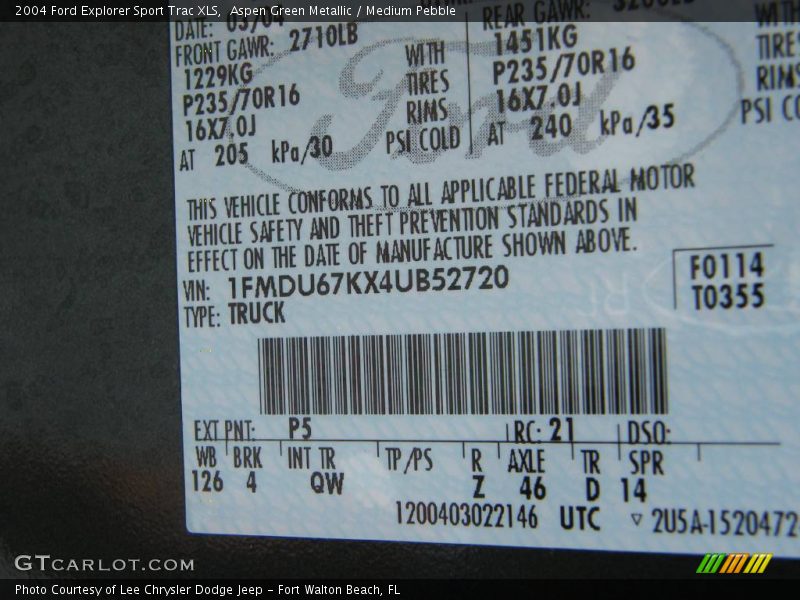 2004 Ford Explorer Sport Trac XLS, Aspen Green Metallic / Medium Pebble
DATE: 03/04
FRONT GAWR: 2710LB
1229KG
P235/70R16
16X7.0J
AT 205 kPa/30
WITH
TIRES
RIMS
PSI COLD
REAR GAWR:
1451KG
P235/70R16
16X7.0J
AT 240 kPa/35
WITH
TIRE
RIMS
PSI CO
Ford
THIS VEHICLE CONFORMS TO ALL APPLICABLE FEDERAL MOTOR
VEHICLE SAFETY AND THEFT PREVENTION STANDARDS IN
EFFECT ON THE DATE OF MANUFACTURE SHOWN ABOVE.
VIN: 1FMDU67KX4UB52720
TYPE: TRUCK
F0114
T0355
EXT PNT: P5 RC: 21 DSO:
WB BRK INT TR TP/PS R AXLE TR SPR
126 4 QW Z 46 D 14
1200403022146 UTC ▽ 2U5A-1520472
GTCARLOT.COM
Photo Courtesy of Lee Chrysler Dodge Jeep - Fort Walton Beach, FL